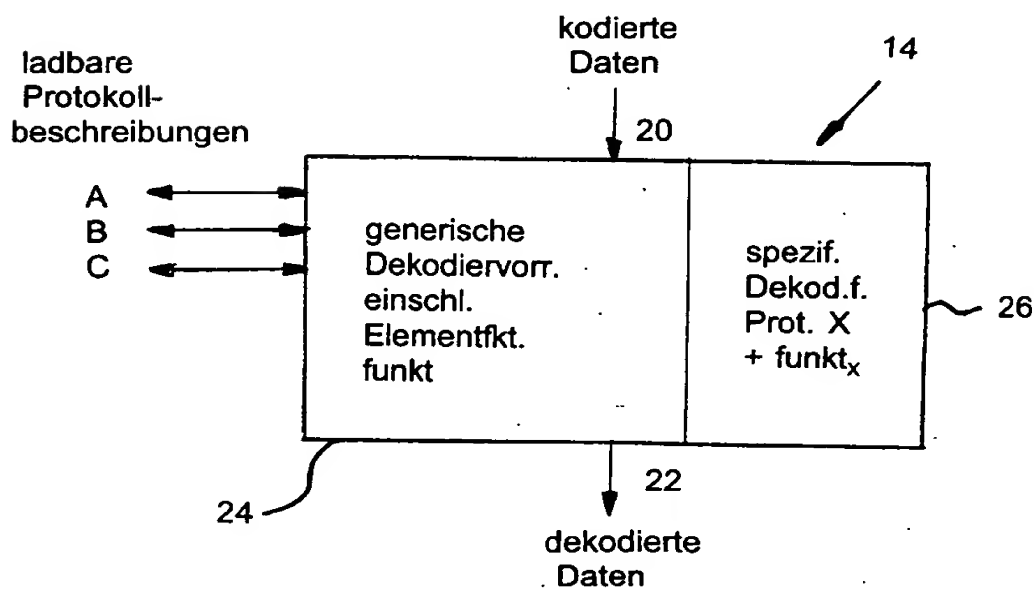 ladbare
Protokoll-
beschreibungen
A
B
C
kodierte
Daten
20
14
generische
Dekodiervorr.
einschl.
Elementfkt.
funkt
spezif.
Dekod.f.
Prot. X
+ funktx
26
24
22
dekodierte
Daten